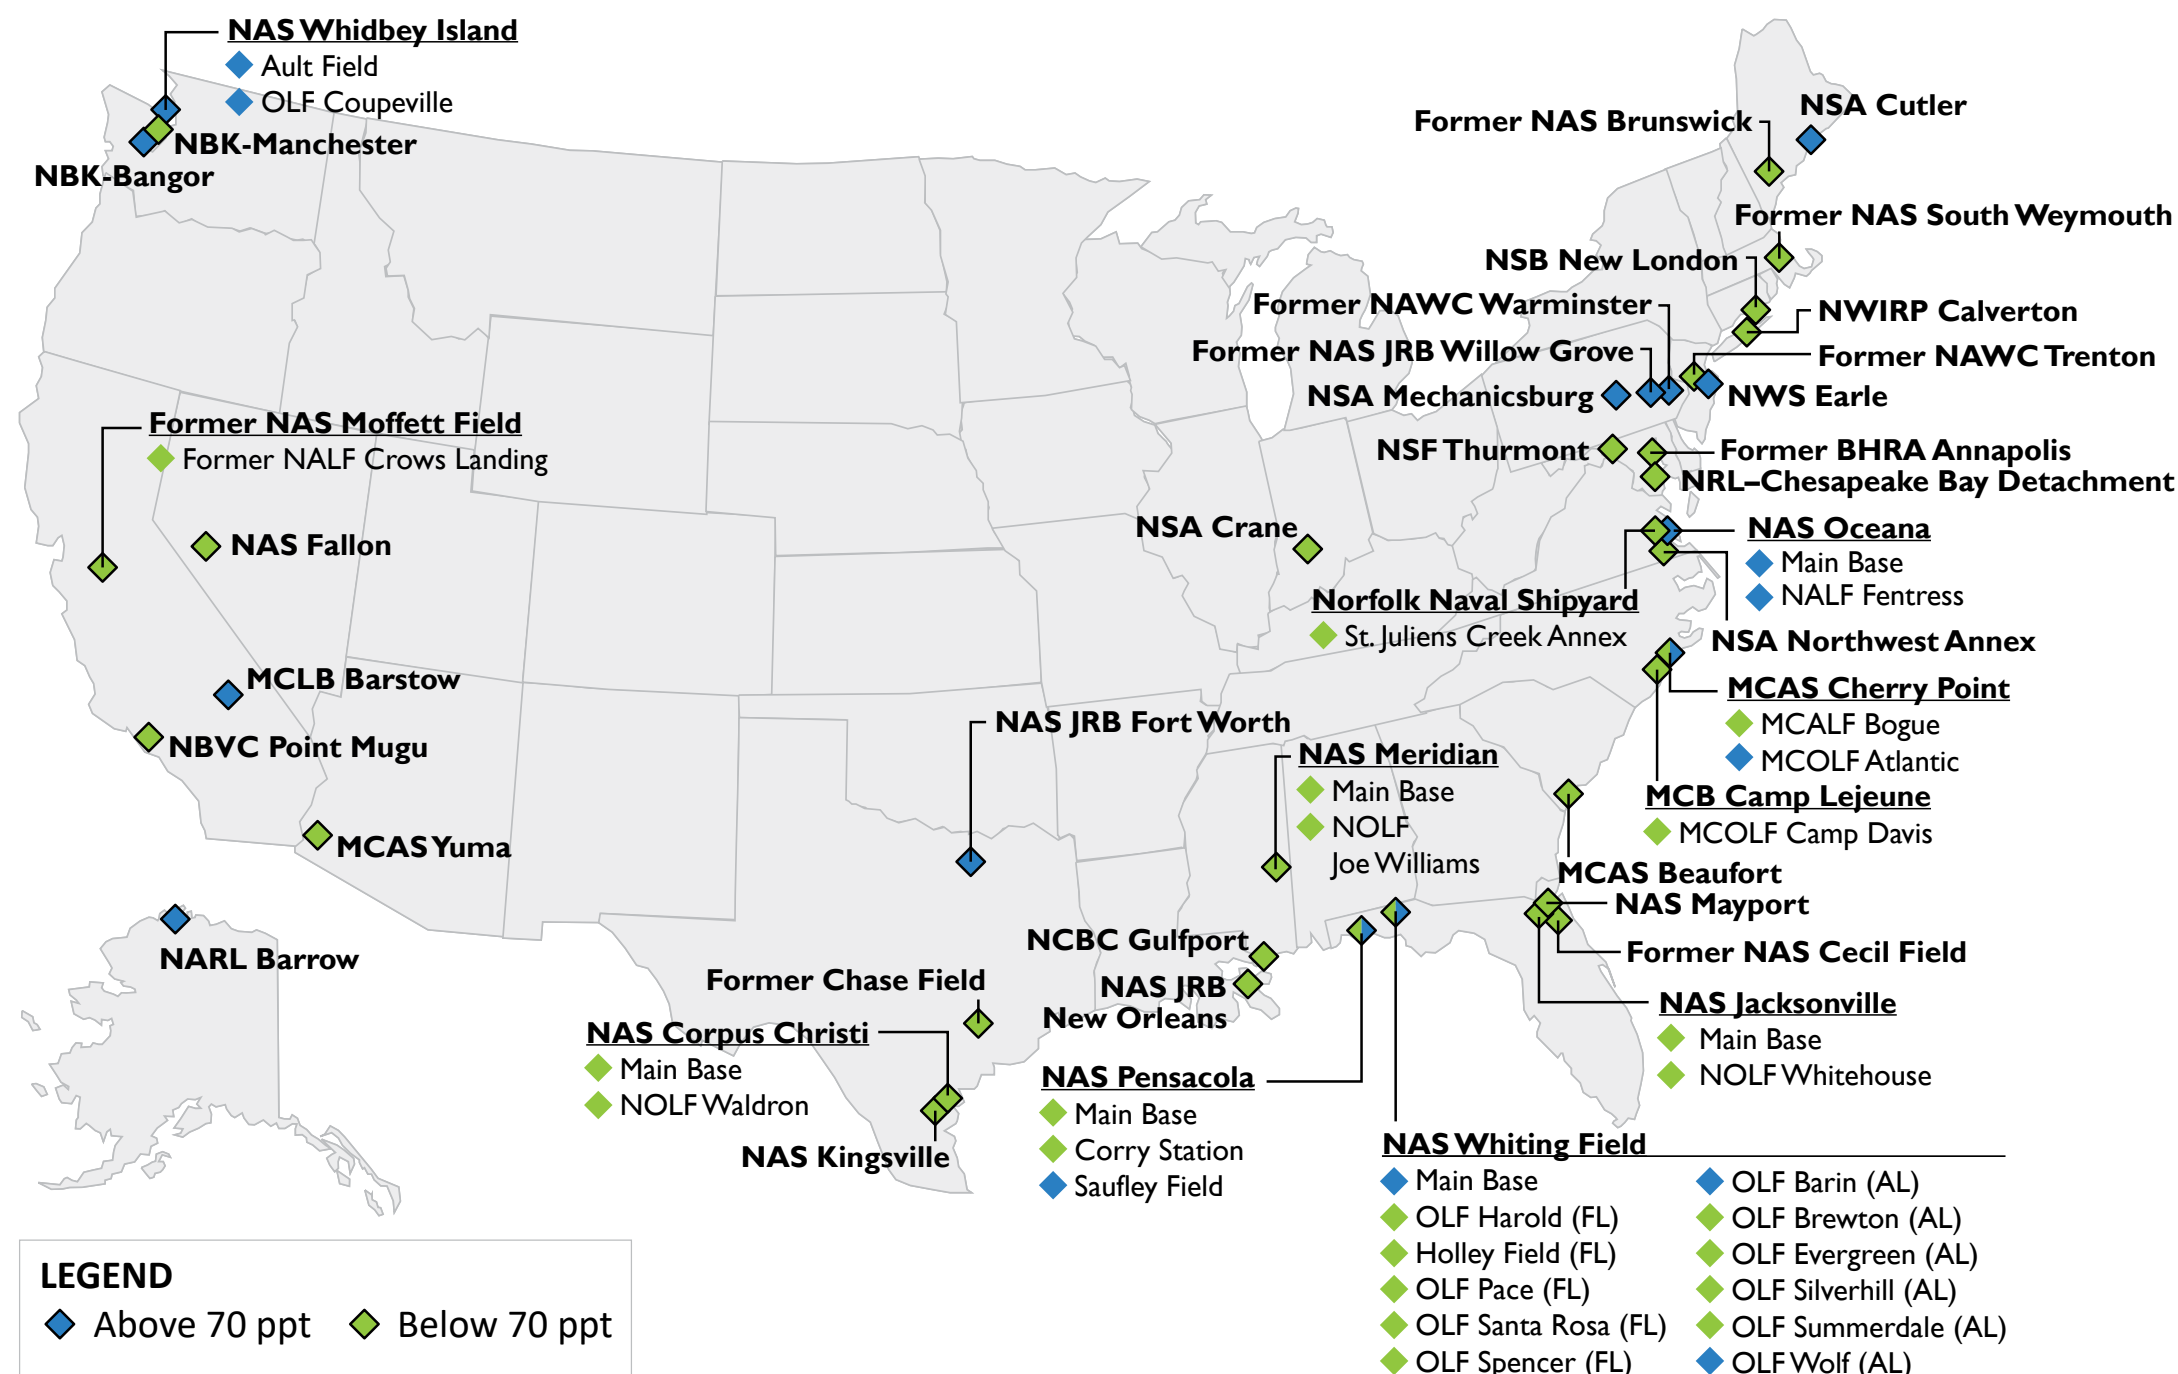 NAS Whidbey Island
Ault Field
OLF Coupeville
NBK-Manchester
NBK-Bangor
NSA Cutler
Former NAS Brunswick
Former NAS South Weymouth
NSB New London
Former NAWC Warminster
NWIRP Calverton
Former NAS JRB Willow Grove
Former NAWC Trenton
NSA Mechanicsburg
NWS Earle
Former NAS Moffett Field
Former NALF Crows Landing
NSF Thurmont
Former BHRA Annapolis
NRL–Chesapeake Bay Detachment
NAS Fallon
NSA Crane
NAS Oceana
Main Base
NALF Fentress
Norfolk Naval Shipyard
St. Juliens Creek Annex
NSA Northwest Annex
MCLB Barstow
MCAS Cherry Point
MCALF Bogue
MCOLF Atlantic
NBVC Point Mugu
NAS JRB Fort Worth
NAS Meridian
Main Base
NOLF
Joe Williams
MCB Camp Lejeune
MCOLF Camp Davis
MCAS Yuma
MCAS Beaufort
NAS Mayport
NARL Barrow
NCBC Gulfport
Former NAS Cecil Field
Former Chase Field
NAS JRB
New Orleans
NAS Jacksonville
Main Base
NOLF Whitehouse
NAS Corpus Christi
Main Base
NOLF Waldron
NAS Kingsville
NAS Pensacola
Main Base
Corry Station
Saufley Field
NAS Whiting Field
Main Base
OLF Harold (FL)
Holley Field (FL)
OLF Pace (FL)
OLF Santa Rosa (FL)
OLF Spencer (FL)
OLF Barin (AL)
OLF Brewton (AL)
OLF Evergreen (AL)
OLF Silverhill (AL)
OLF Summerdale (AL)
OLF Wolf (AL)
LEGEND
Above 70 ppt
Below 70 ppt